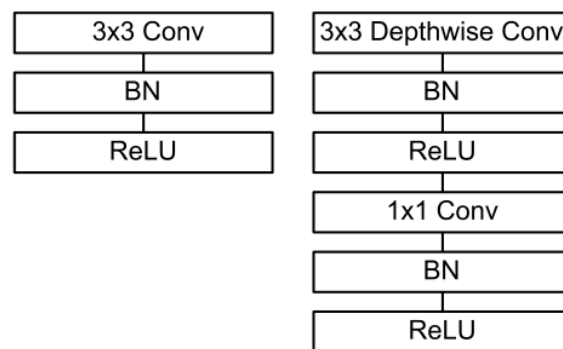 3x3 Conv
BN
ReLU
3x3 Depthwise Conv
BN
ReLU
1x1 Conv
BN
ReLU